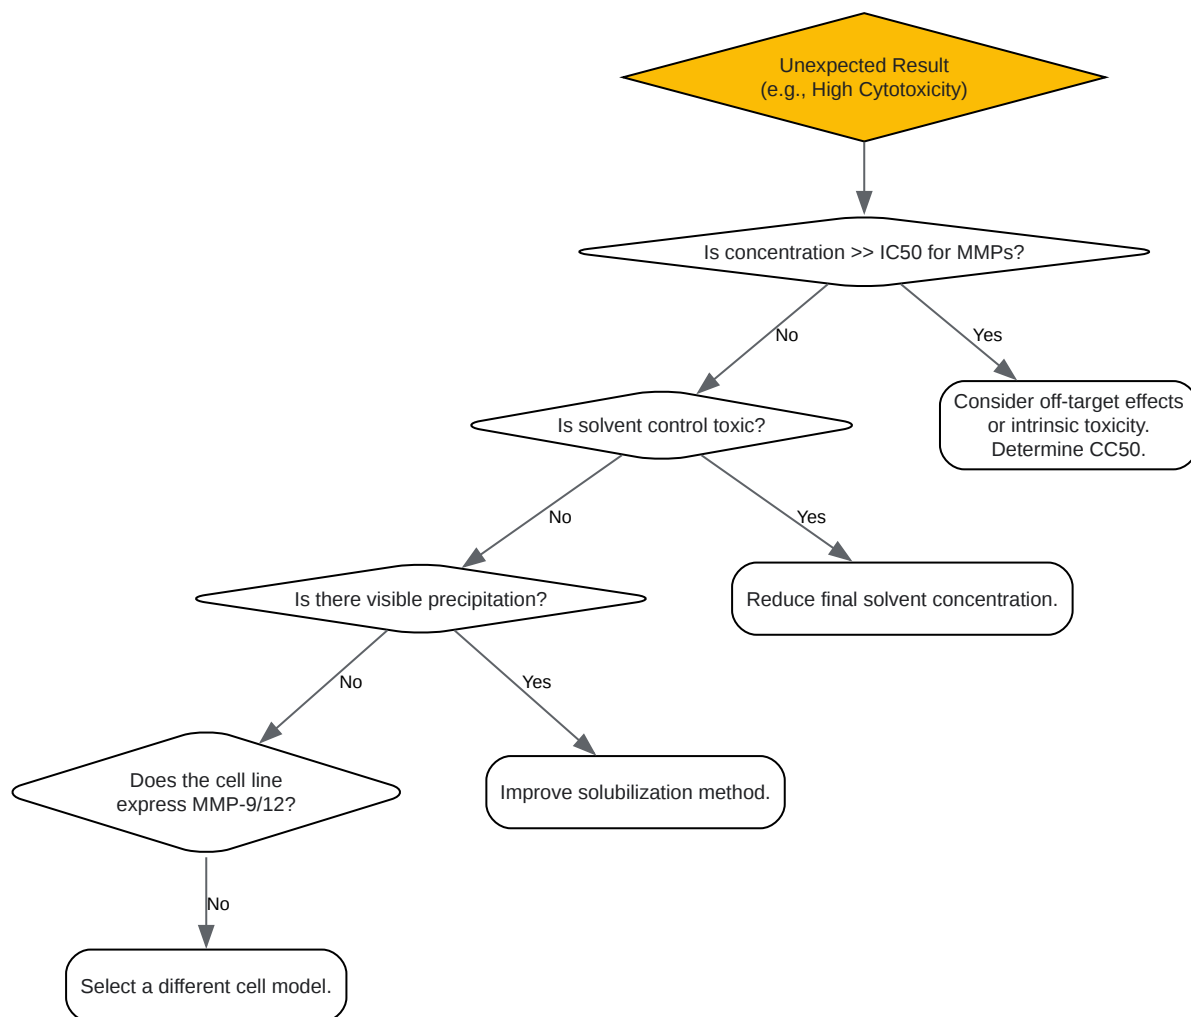 Unexpected Result
(e.g., High Cytotoxicity)
Is concentration >> IC50 for MMPs?
No
Yes
Consider off-target effects
or intrinsic toxicity.
Determine CC50.
Is solvent control toxic?
No
Yes
Reduce final solvent concentration.
Is there visible precipitation?
No
Yes
Improve solubilization method.
Does the cell line
express MMP-9/12?
No
Select a different cell model.